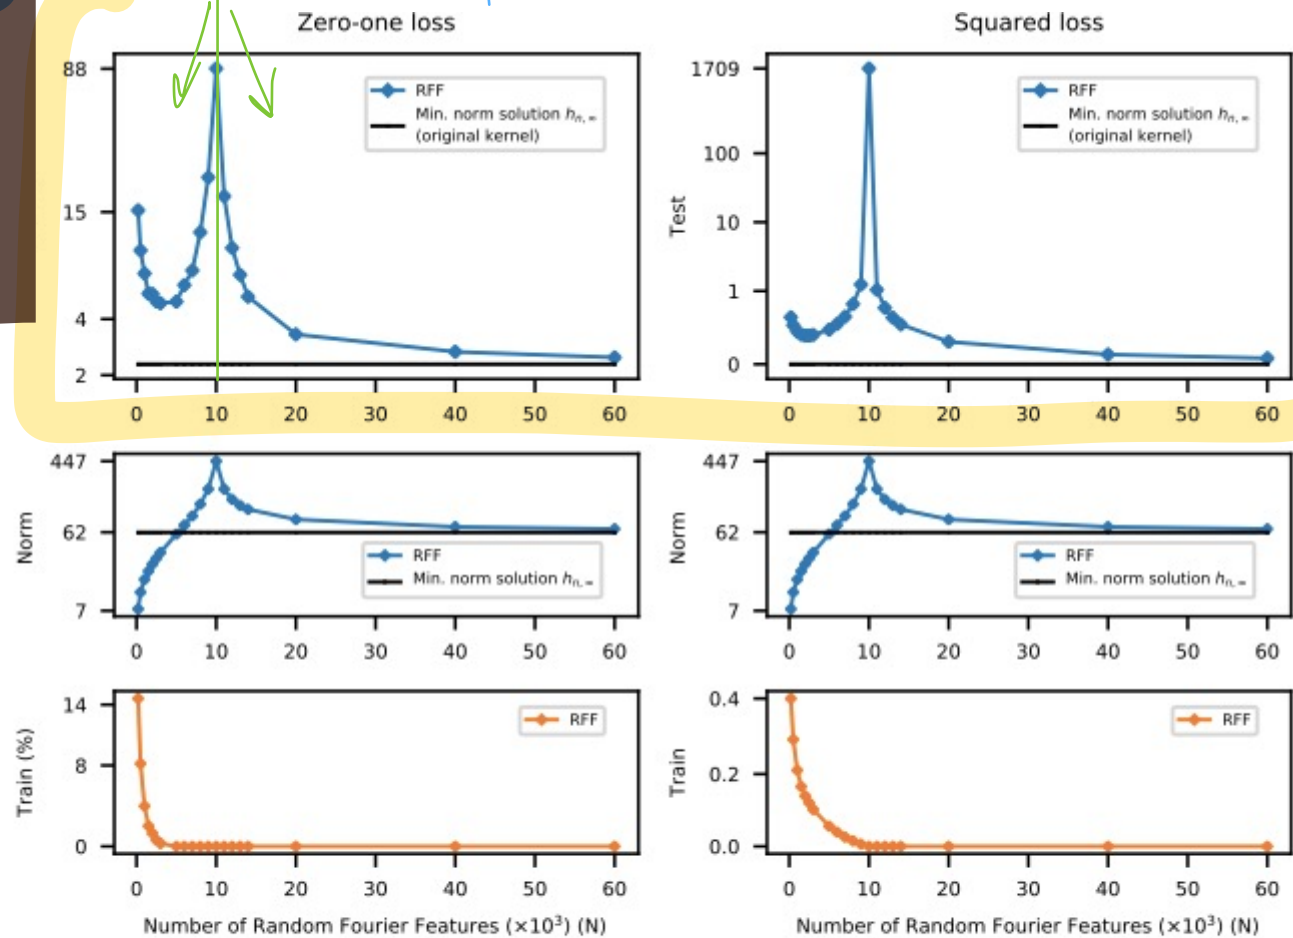 Zero-one loss
88
15
4
2
RFF
Min. norm solution hₙ,∞
(original kernel)
0 10 20 30 40 50 60
Squared loss
Test
1709
100
10
1
0
RFF
Min. norm solution hₙ,∞
(original kernel)
0 10 20 30 40 50 60
Norm
447
62
7
RFF
Min. norm solution hₙ,∞
0 10 20 30 40 50 60
Norm
447
62
7
RFF
Min. norm solution hₙ,∞
0 10 20 30 40 50 60
Train (%)
14
8
0
RFF
0 10 20 30 40 50 60
Number of Random Fourier Features (×10³) (N)
Train
0.4
0.2
0.0
RFF
0 10 20 30 40 50 60
Number of Random Fourier Features (×10³) (N)